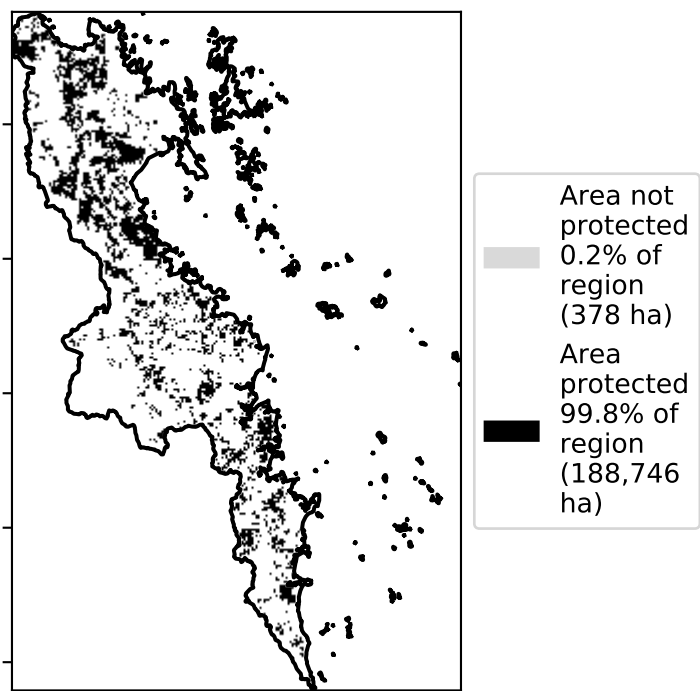 Area not
protected
0.2% of
region
(378 ha)
Area
protected
99.8% of
region
(188,746
ha)